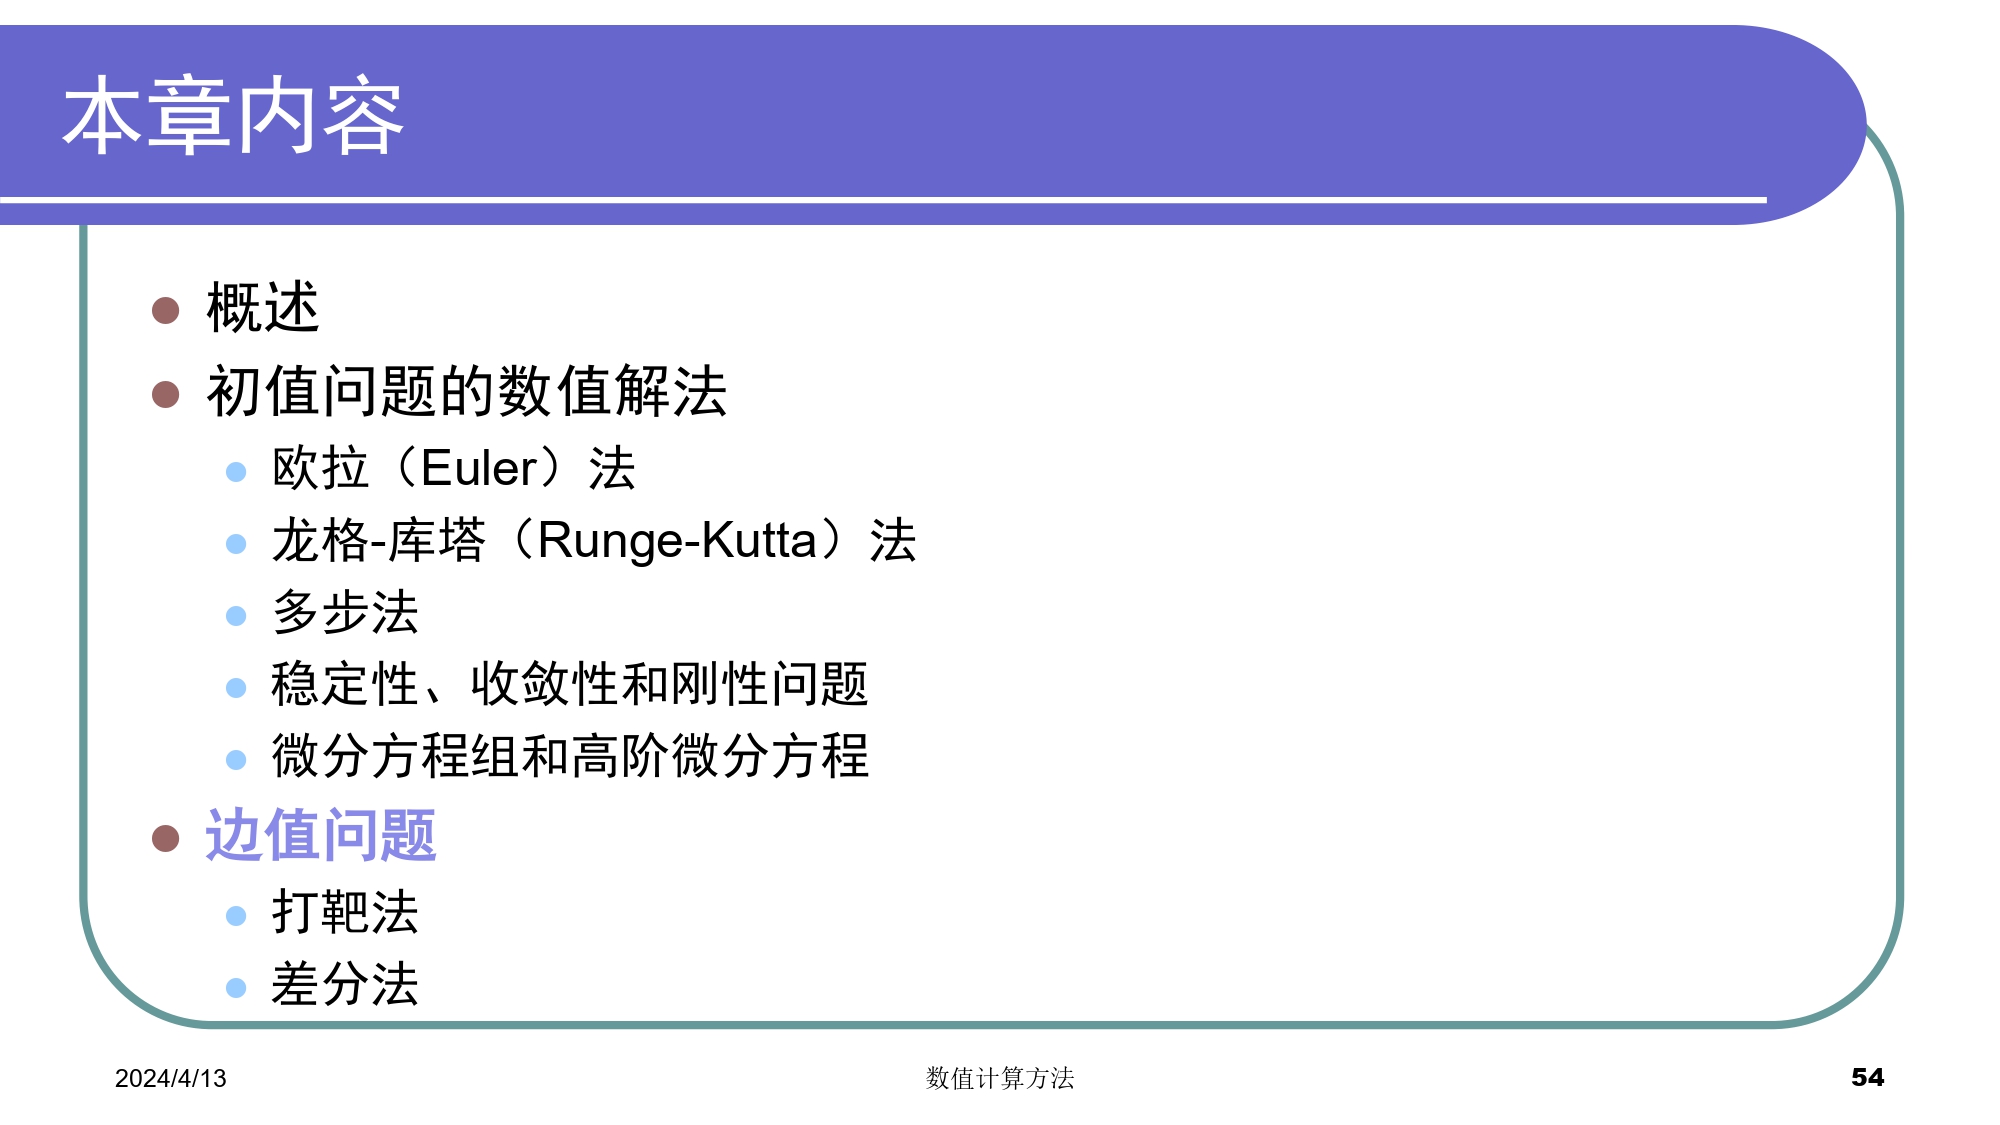 本章内容
概述
初值问题的数值解法
欧拉（Euler）法
龙格-库塔（Runge-Kutta）法
多步法
稳定性、收敛性和刚性问题
微分方程组和高阶微分方程
边值问题
打靶法
差分法
2024/4/13
数值计算方法
54